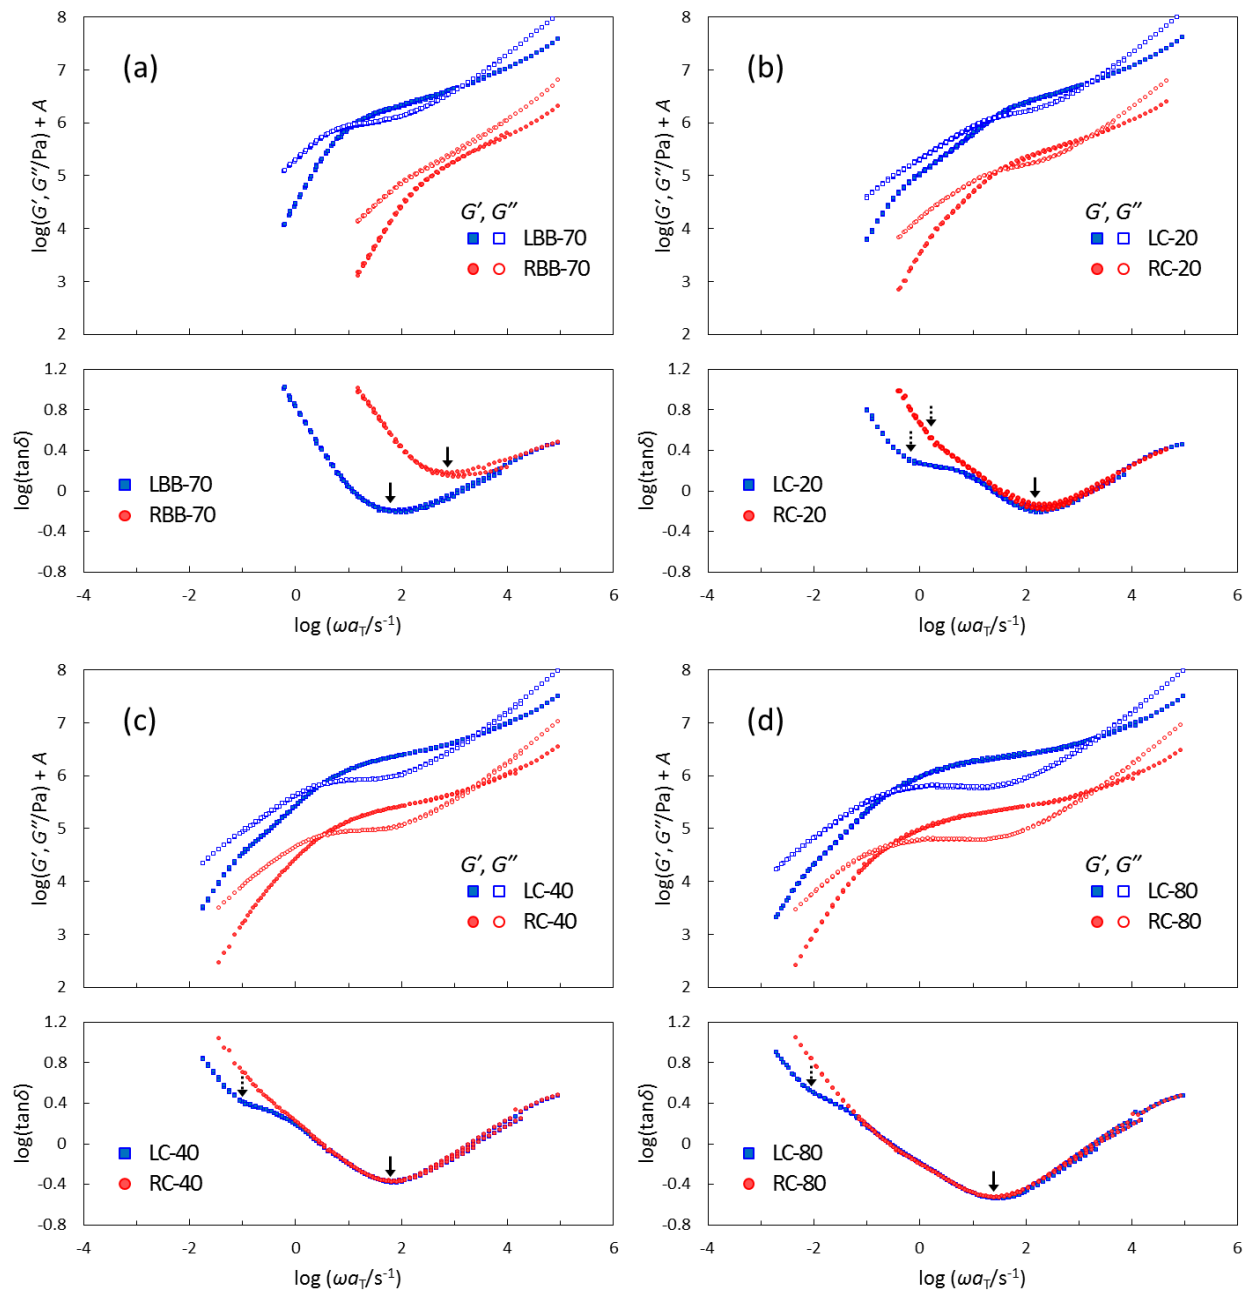 (a)
log(G′, G″/Pa) + A
8
7
6
5
4
3
2
G′, G″
LBB-70
RBB-70
log(tanδ)
1.2
0.8
0.4
0
-0.4
-0.8
LBB-70
RBB-70
-4 -2 0 2 4 6
log (ωaT/s-1)
(b)
log(G′, G″/Pa) + A
8
7
6
5
4
3
2
G′, G″
LC-20
RC-20
log(tanδ)
1.2
0.8
0.4
0
-0.4
-0.8
LC-20
RC-20
-4 -2 0 2 4 6
log (ωaT/s-1)
(c)
log(G′, G″/Pa) + A
8
7
6
5
4
3
2
G′, G″
LC-40
RC-40
log(tanδ)
1.2
0.8
0.4
0
-0.4
-0.8
LC-40
RC-40
-4 -2 0 2 4 6
log (ωaT/s-1)
(d)
log(G′, G″/Pa) + A
8
7
6
5
4
3
2
G′, G″
LC-80
RC-80
log(tanδ)
1.2
0.8
0.4
0
-0.4
-0.8
LC-80
RC-80
-4 -2 0 2 4 6
log (ωaT/s-1)